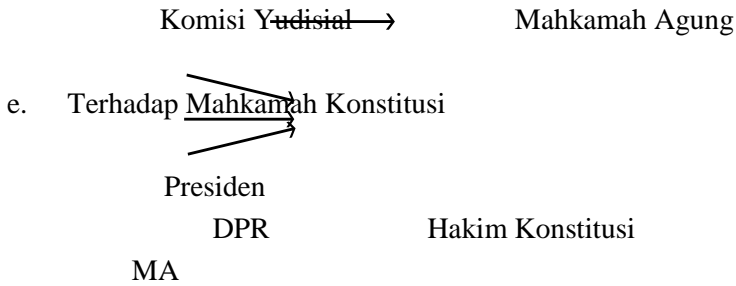 Komisi Yudisial Mahkamah Agung
e. Terhadap Mahkamah Konstitusi
Presiden
DPR Hakim Konstitusi
MA